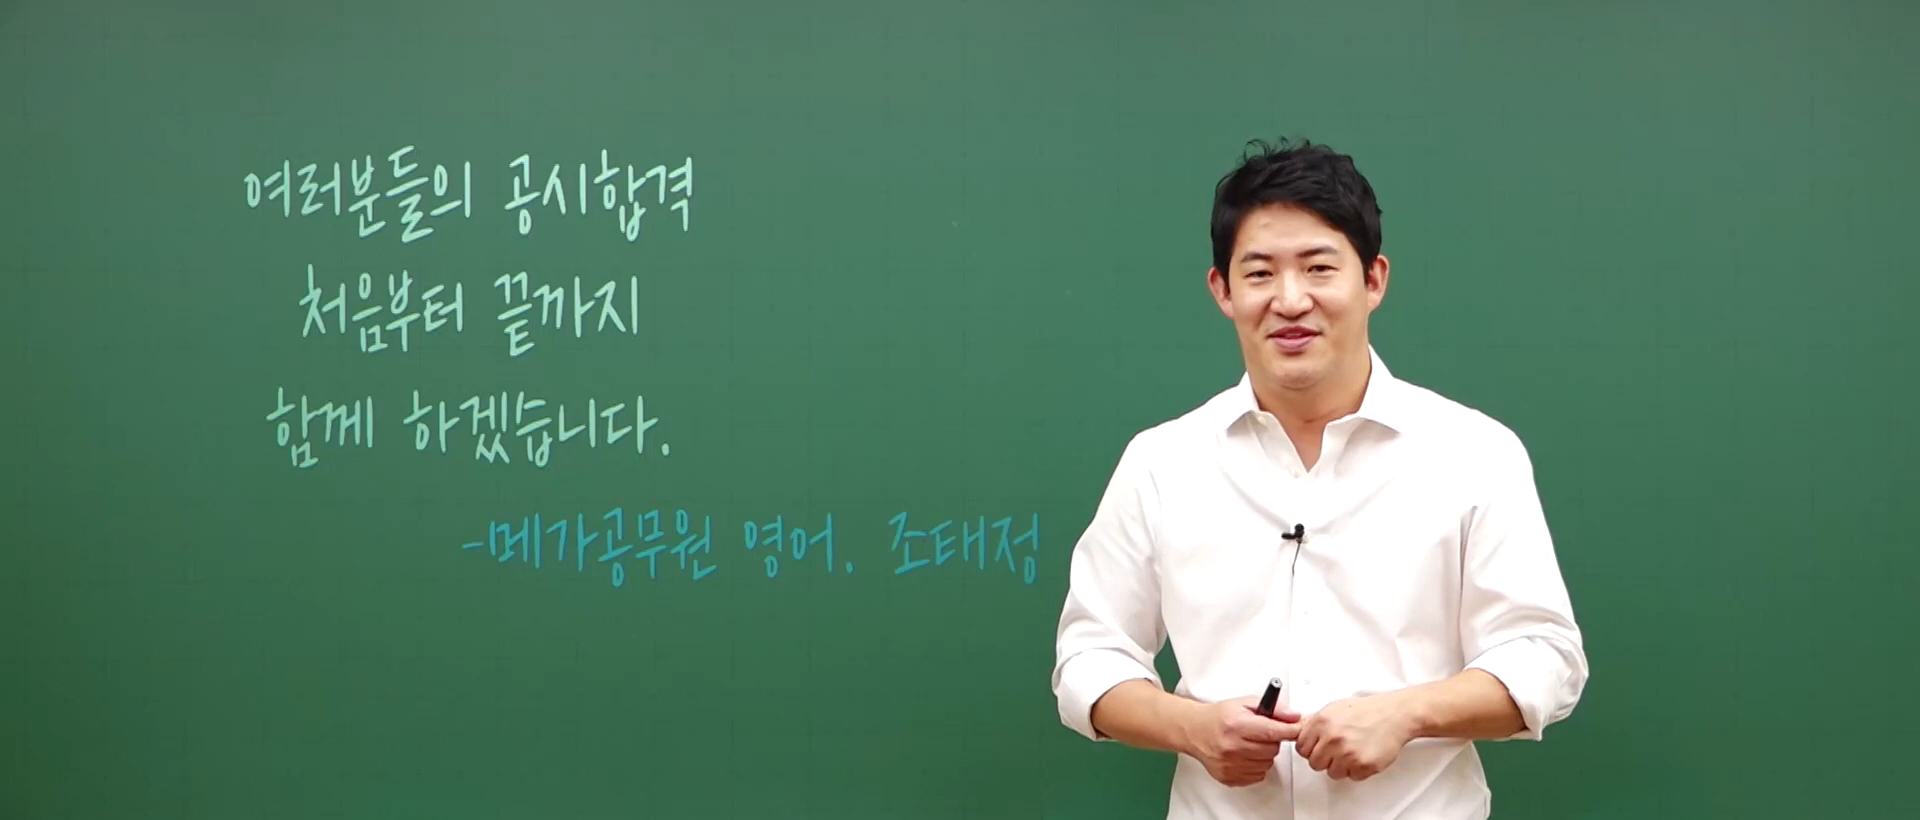 여러분들의 공시합격
처음부터 끝까지
함께 하겠습니다.
-메가공무원 영어. 조태정